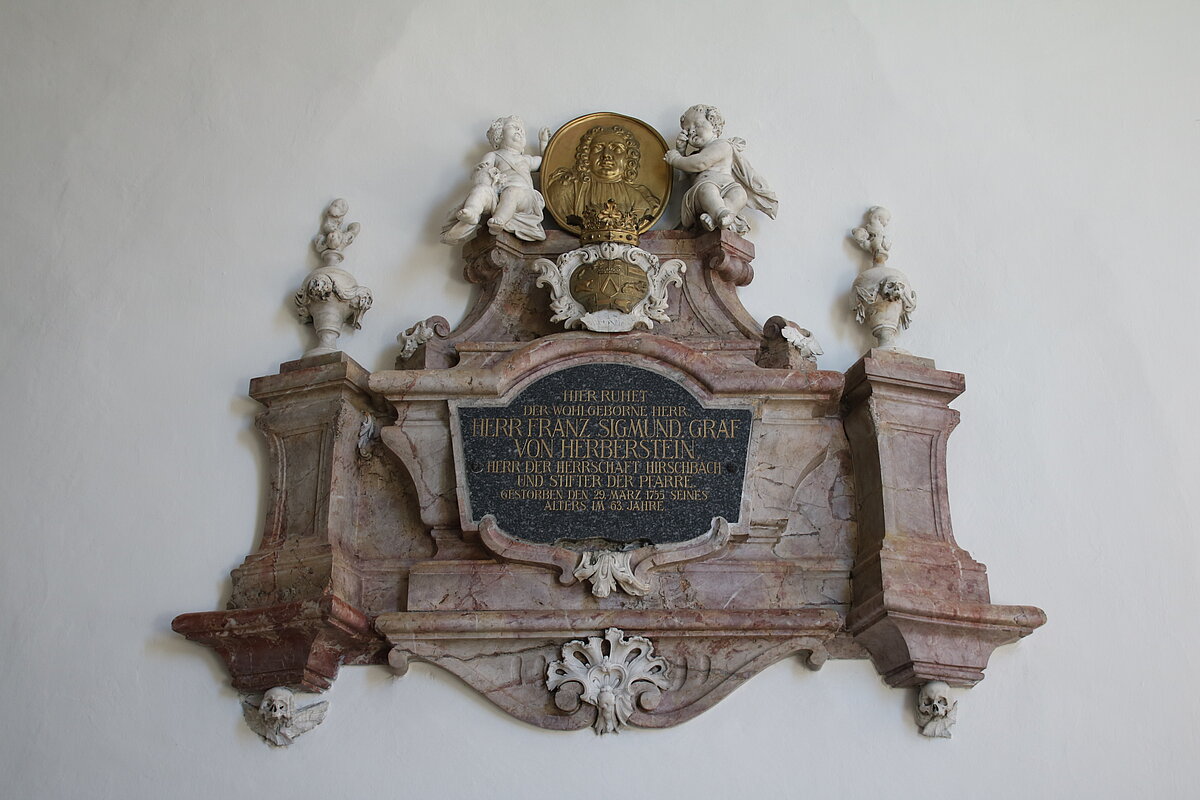 HIER RUHET
DER WOHLGEBORNE HERR
HERR FRANZ SIGMUND GRAF
VON HERBERSTEIN,
HERR DER HERRSCHAFT HIRSCHBACH
UND STIFTER DER PFARRE.
GESTORBEN DEN 29. MÄRZ 1755 SEINES
ALTERS IM 63. JAHRE